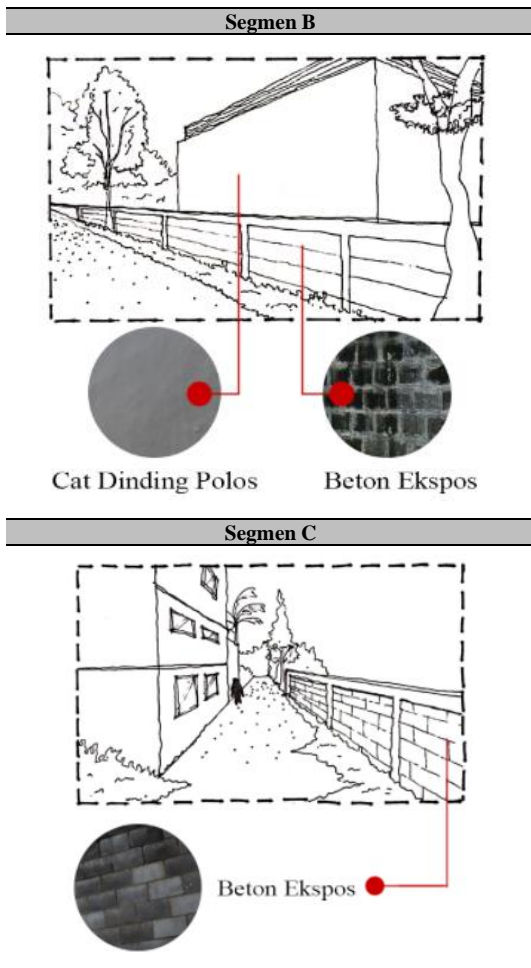 Segmen B
Cat Dinding Polos
Beton Ekspos
Segmen C
Beton Ekspos